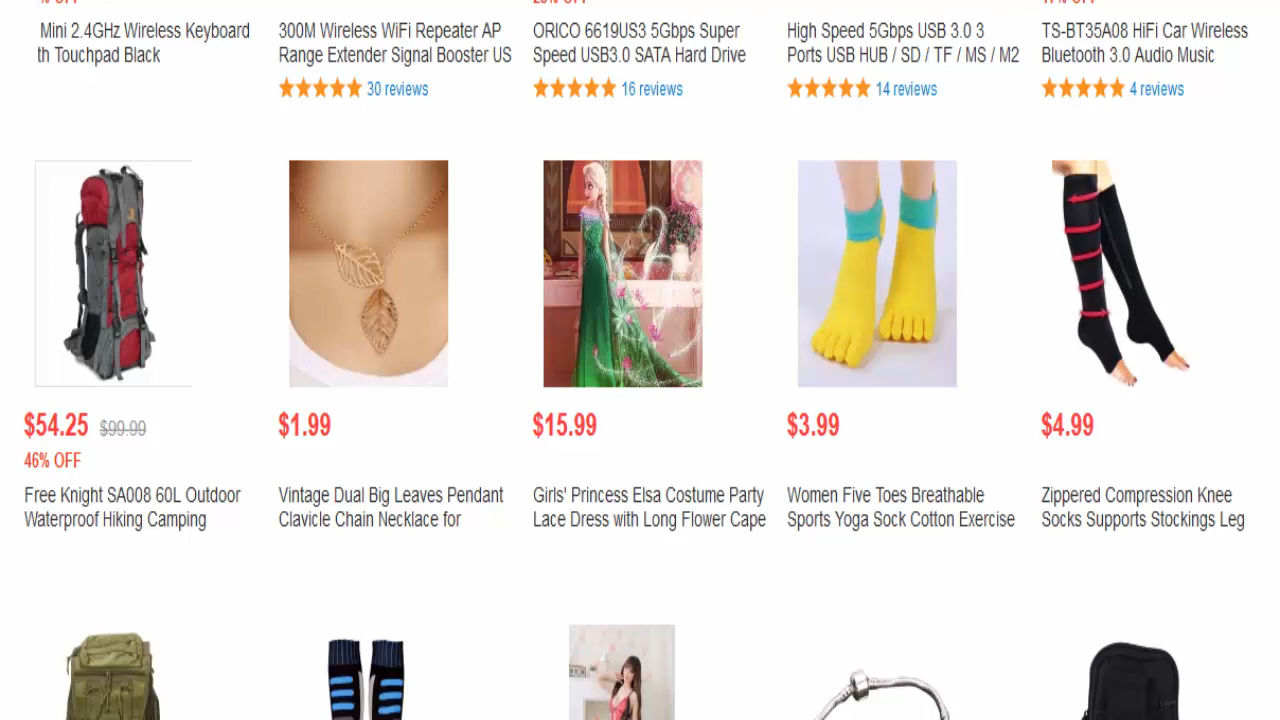 Mini 2.4GHz Wireless Keyboard
th Touchpad Black
300M Wireless WiFi Repeater AP
Range Extender Signal Booster US
30 reviews
ORICO 6619US3 5Gbps Super
Speed USB3.0 SATA Hard Drive
16 reviews
High Speed 5Gbps USB 3.0 3
Ports USB HUB / SD / TF / MS / M2
14 reviews
TS-BT35A08 HiFi Car Wireless
Bluetooth 3.0 Audio Music
4 reviews
$54.25 $99.99
46% OFF
Free Knight SA008 60L Outdoor
Waterproof Hiking Camping
$1.99
Vintage Dual Big Leaves Pendant
Clavicle Chain Necklace for
$15.99
Girls' Princess Elsa Costume Party
Lace Dress with Long Flower Cape
$3.99
Women Five Toes Breathable
Sports Yoga Sock Cotton Exercise
$4.99
Zippered Compression Knee
Socks Supports Stockings Leg